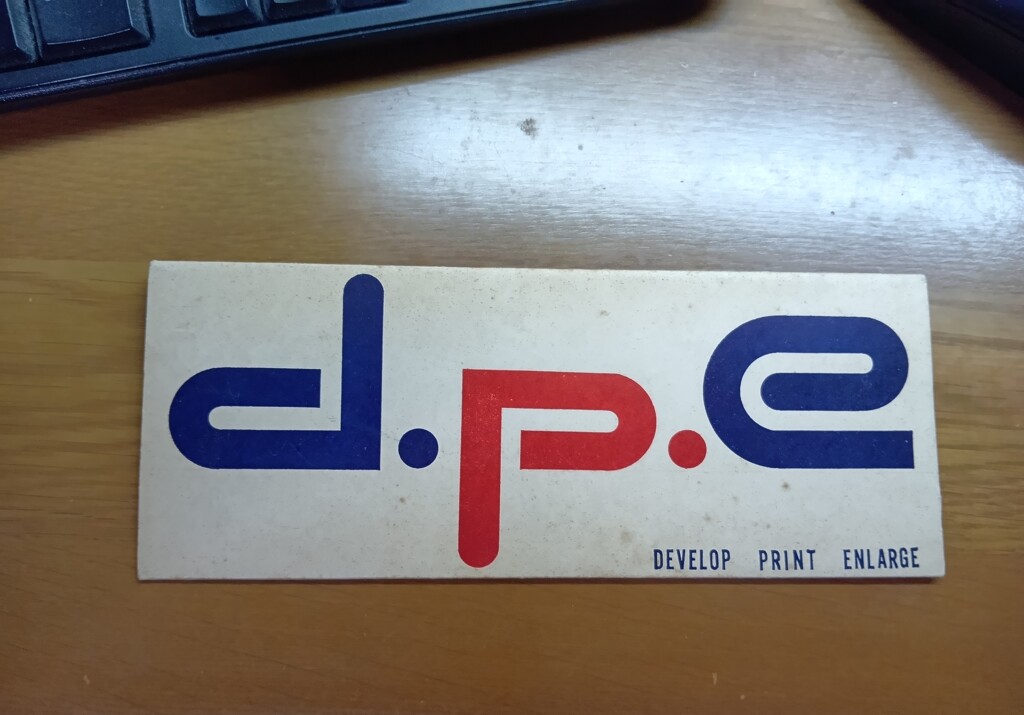 d.p.e
DEVELOP PRINT ENLARGE